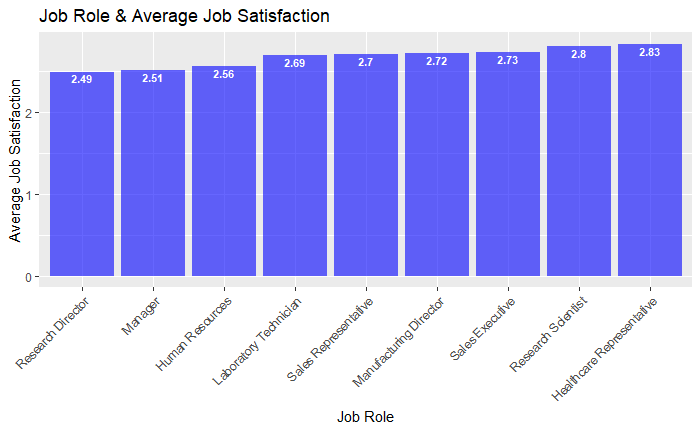 Job Role & Average Job Satisfaction
Average Job Satisfaction
2
1
0
2.49
2.51
2.56
2.69
2.7
2.72
2.73
2.8
2.83
Research Director
Manager
Human Resources
Laboratory Technician
Sales Representative
Manufacturing Director
Sales Executive
Research Scientist
Healthcare Representative
Job Role